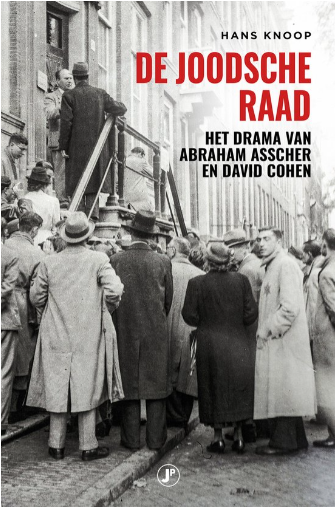 HANS KNOOP
DE JOODSCHE
RAAD
HET DRAMA VAN
ABRAHAM ASSCHER
EN DAVID COHEN
JP